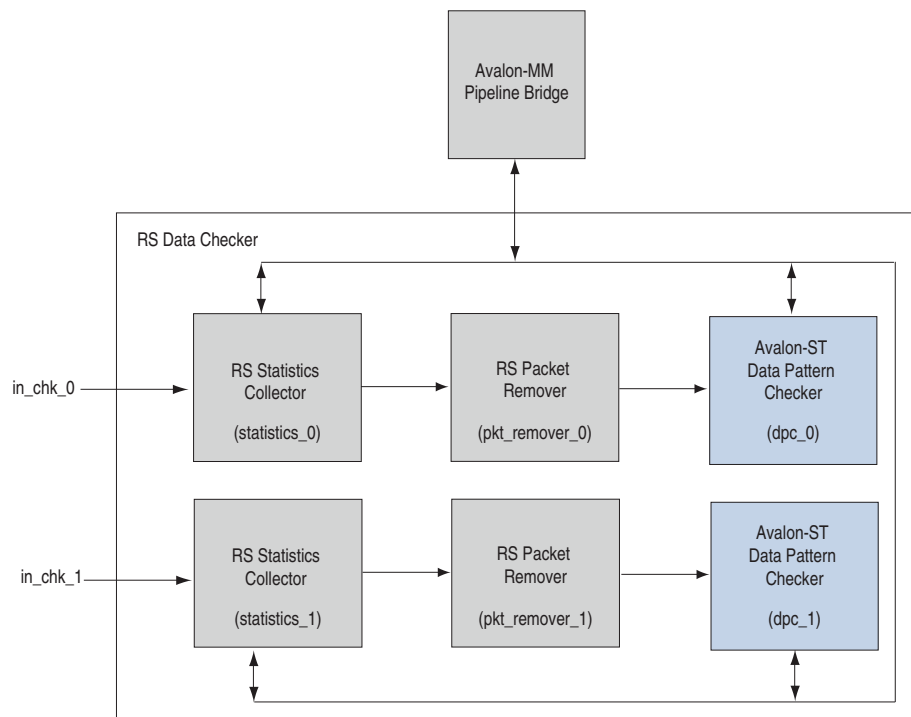 Avalon-MM
Pipeline Bridge
RS Data Checker
in_chk_0
RS Statistics
Collector
(statistics_0)
RS Packet
Remover
(pkt_remover_0)
Avalon-ST
Data Pattern
Checker
(dpc_0)
in_chk_1
RS Statistics
Collector
(statistics_1)
RS Packet
Remover
(pkt_remover_1)
Avalon-ST
Data Pattern
Checker
(dpc_1)